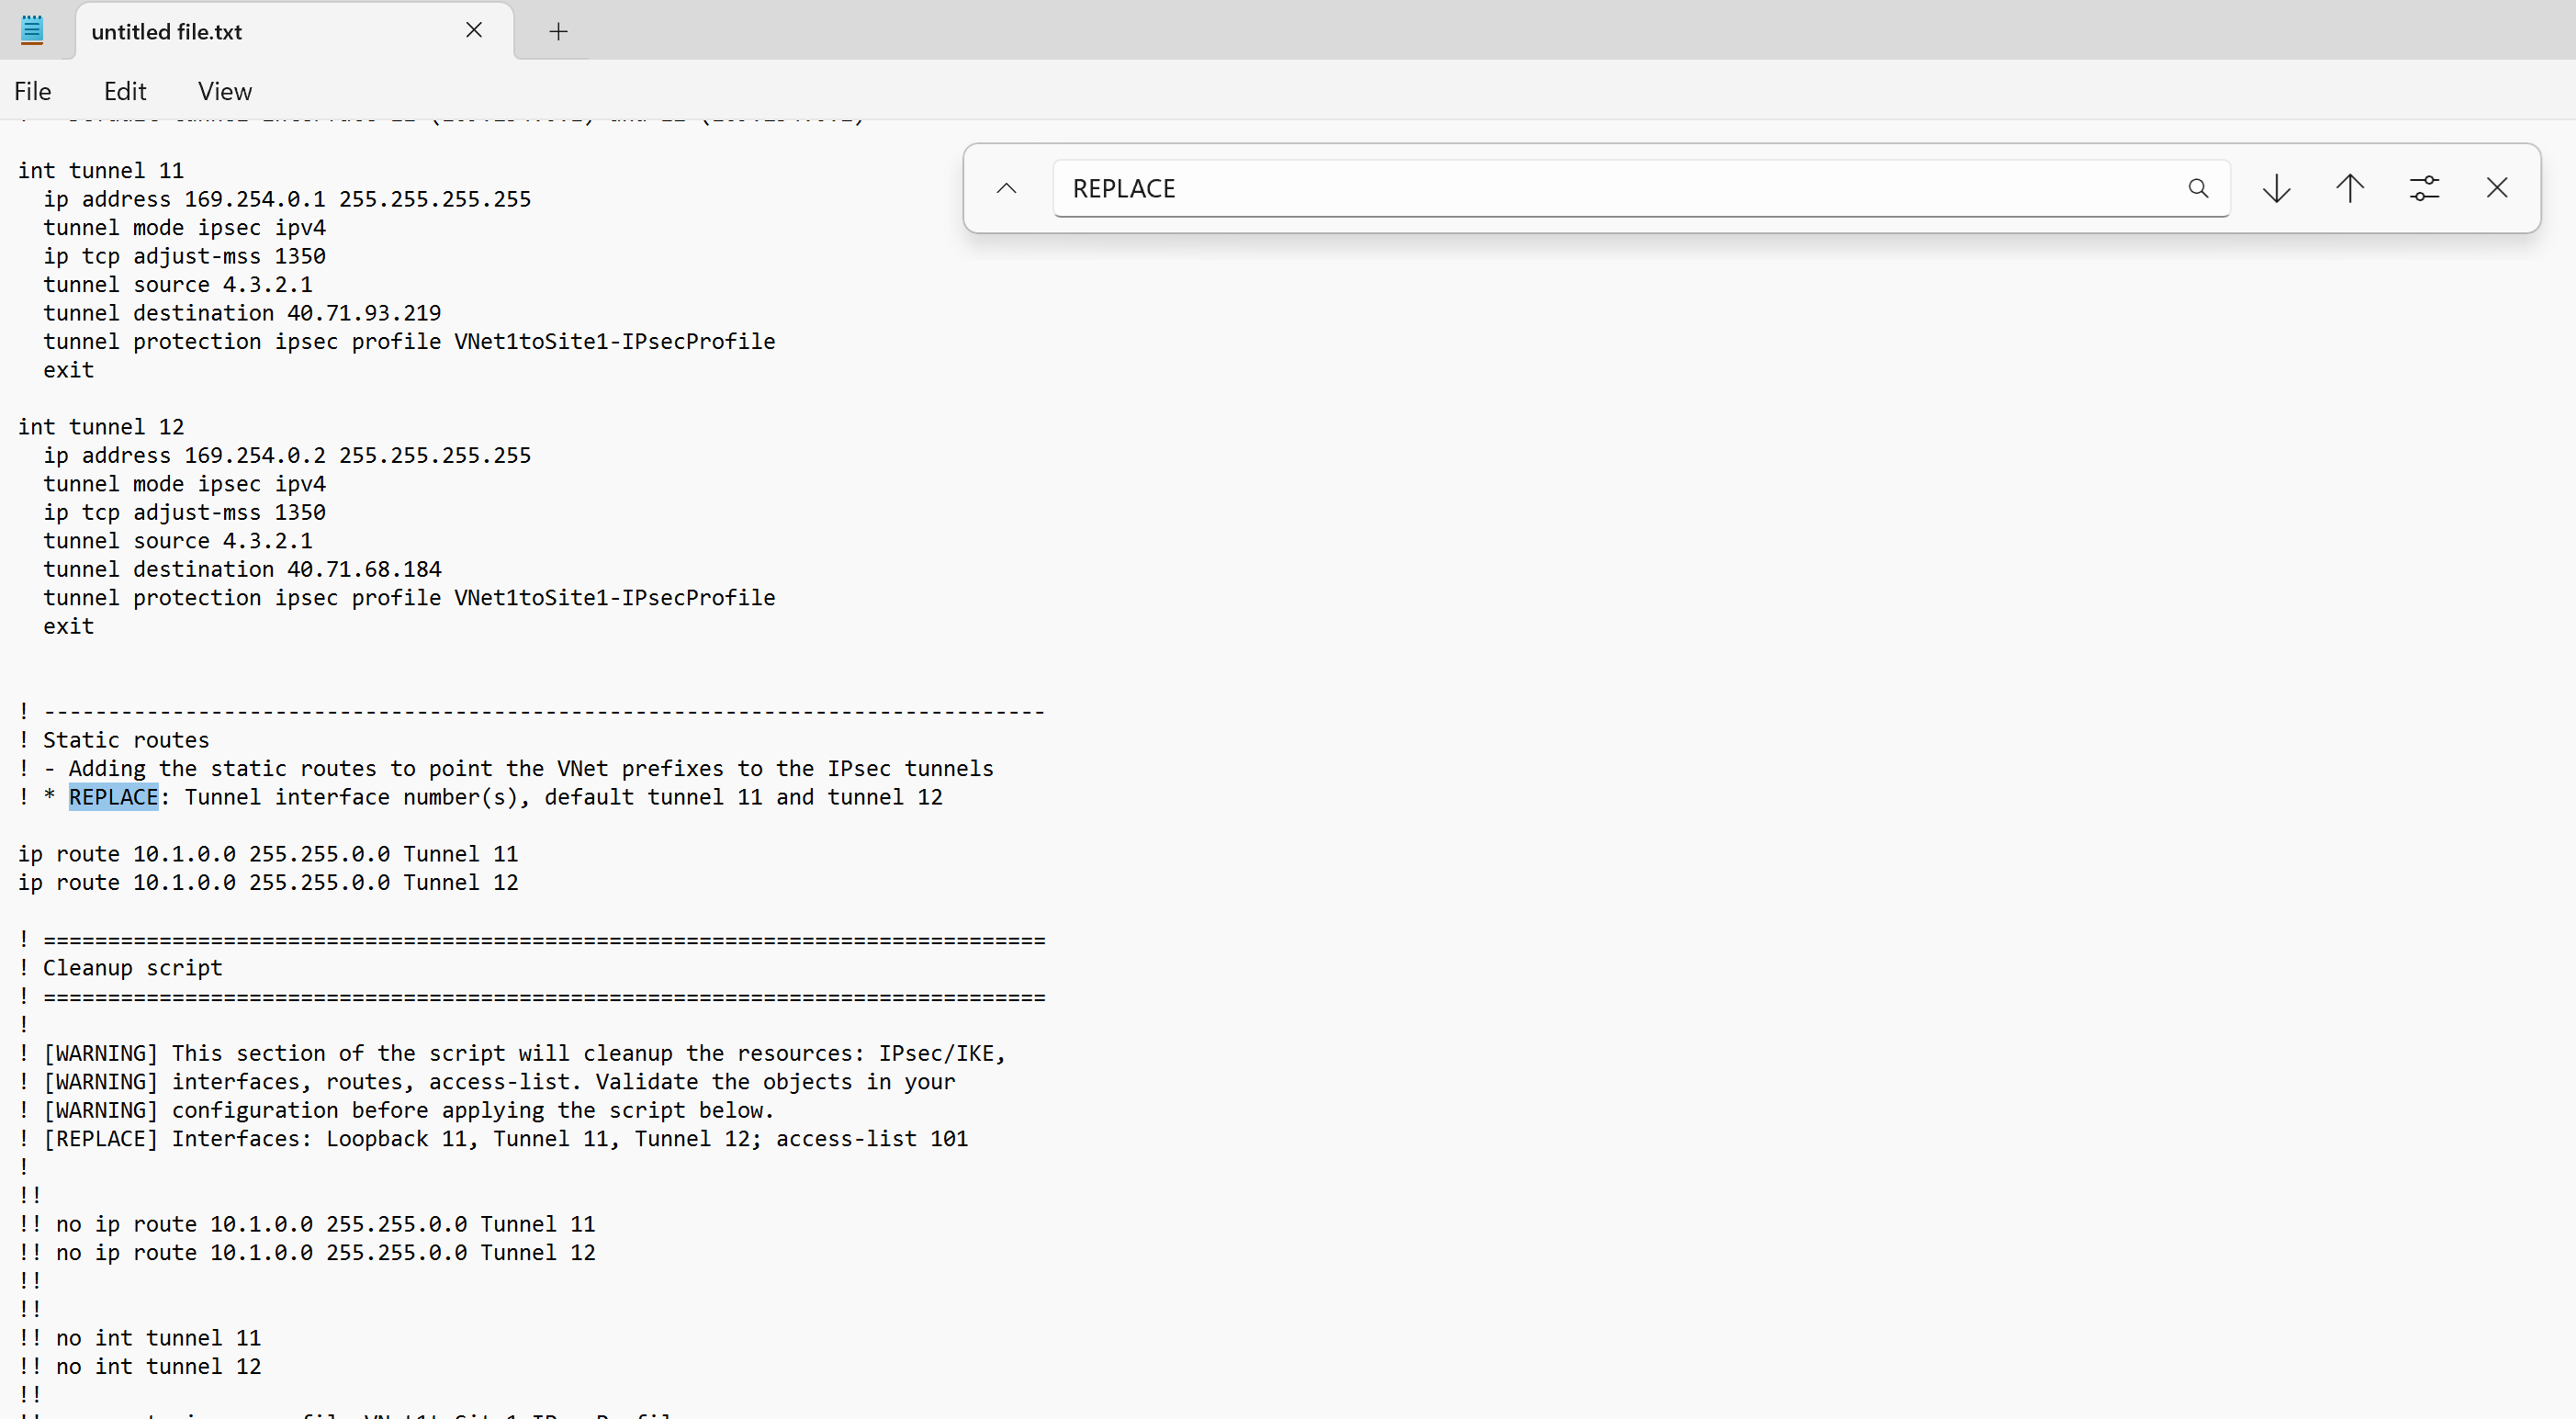 untitled file.txt
File Edit View
REPLACE
int tunnel 11
  ip address 169.254.0.1 255.255.255.255
  tunnel mode ipsec ipv4
  ip tcp adjust-mss 1350
  tunnel source 4.3.2.1
  tunnel destination 40.71.93.219
  tunnel protection ipsec profile VNet1toSite1-IPsecProfile
  exit
int tunnel 12
  ip address 169.254.0.2 255.255.255.255
  tunnel mode ipsec ipv4
  ip tcp adjust-mss 1350
  tunnel source 4.3.2.1
  tunnel destination 40.71.68.184
  tunnel protection ipsec profile VNet1toSite1-IPsecProfile
  exit
! ------------------------------------------------------------------------------
! Static routes
! - Adding the static routes to point the VNet prefixes to the IPsec tunnels
! * REPLACE: Tunnel interface number(s), default tunnel 11 and tunnel 12
ip route 10.1.0.0 255.255.0.0 Tunnel 11
ip route 10.1.0.0 255.255.0.0 Tunnel 12
! ==============================================================================
! Cleanup script
! ==============================================================================
!
! [WARNING] This section of the script will cleanup the resources: IPsec/IKE,
! [WARNING] interfaces, routes, access-list. Validate the objects in your
! [WARNING] configuration before applying the script below.
! [REPLACE] Interfaces: Loopback 11, Tunnel 11, Tunnel 12; access-list 101
!
!!
!! no ip route 10.1.0.0 255.255.0.0 Tunnel 11
!! no ip route 10.1.0.0 255.255.0.0 Tunnel 12
!!
!!
!! no int tunnel 11
!! no int tunnel 12
!!